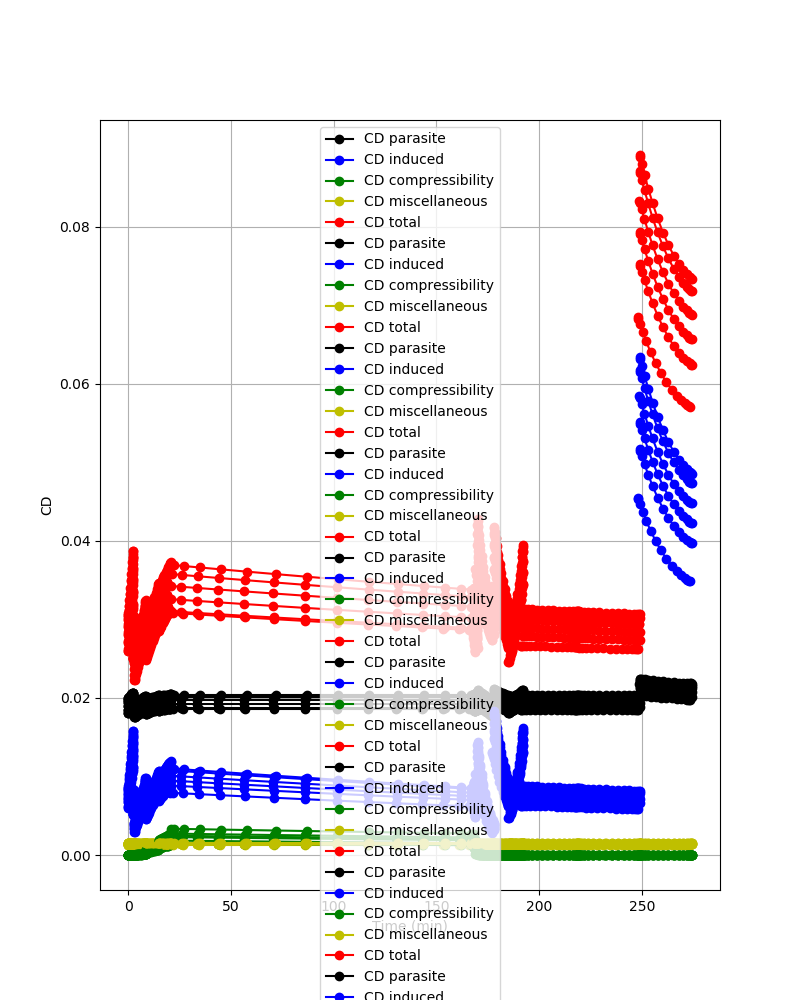 CD parasite
CD induced
CD compressibility
CD miscellaneous
CD total
CD parasite
CD induced
CD compressibility
CD miscellaneous
CD total
CD parasite
CD induced
CD compressibility
CD miscellaneous
CD total
CD parasite
CD induced
CD compressibility
CD miscellaneous
CD total
CD parasite
CD induced
CD compressibility
CD miscellaneous
CD total
CD parasite
CD induced
CD compressibility
CD miscellaneous
CD total
CD parasite
CD induced
CD compressibility
CD miscellaneous
CD total
CD parasite
CD induced
CD compressibility
CD miscellaneous
CD total
CD parasite
CD induced
0.08
0.06
0.04
0.02
0.00
CD
0 50 100 150 200 250
Time (min)